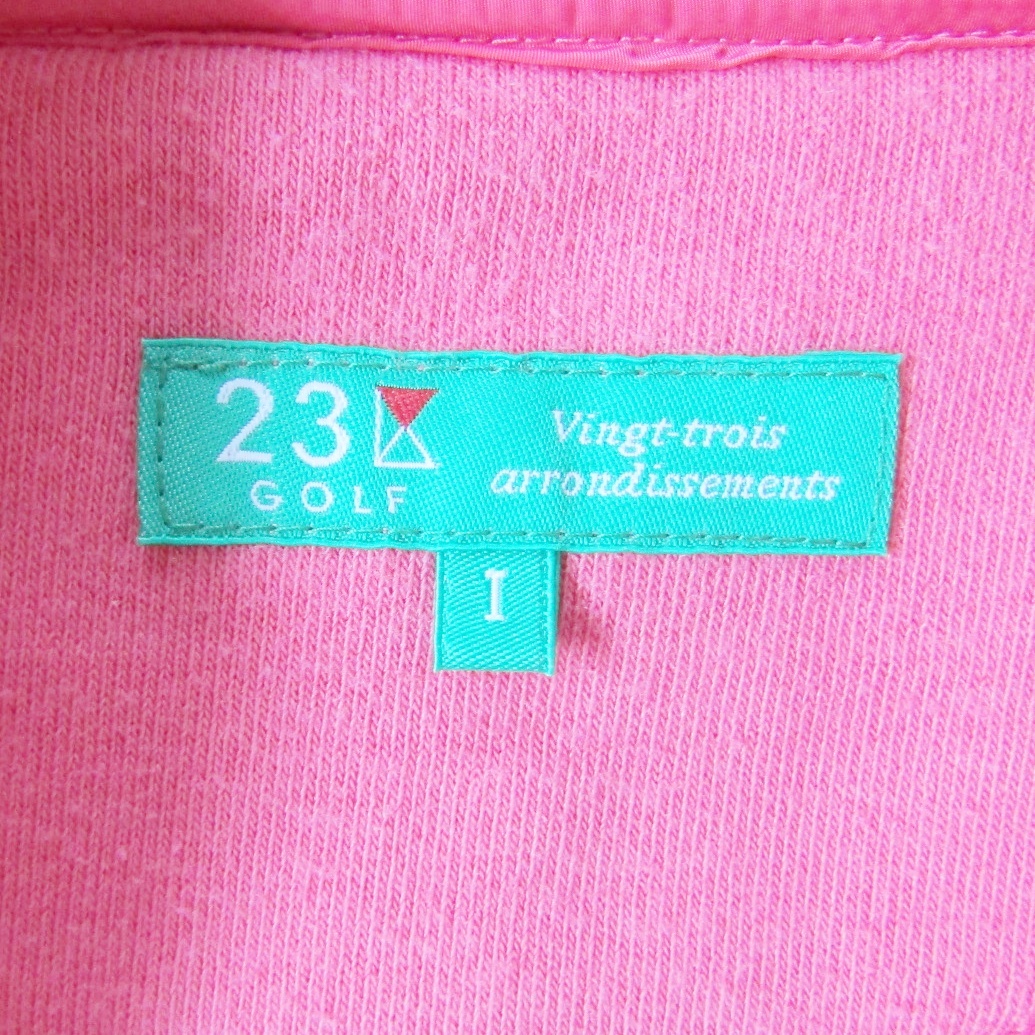 23
GOLF
Vingt-trois
arrondissements
I